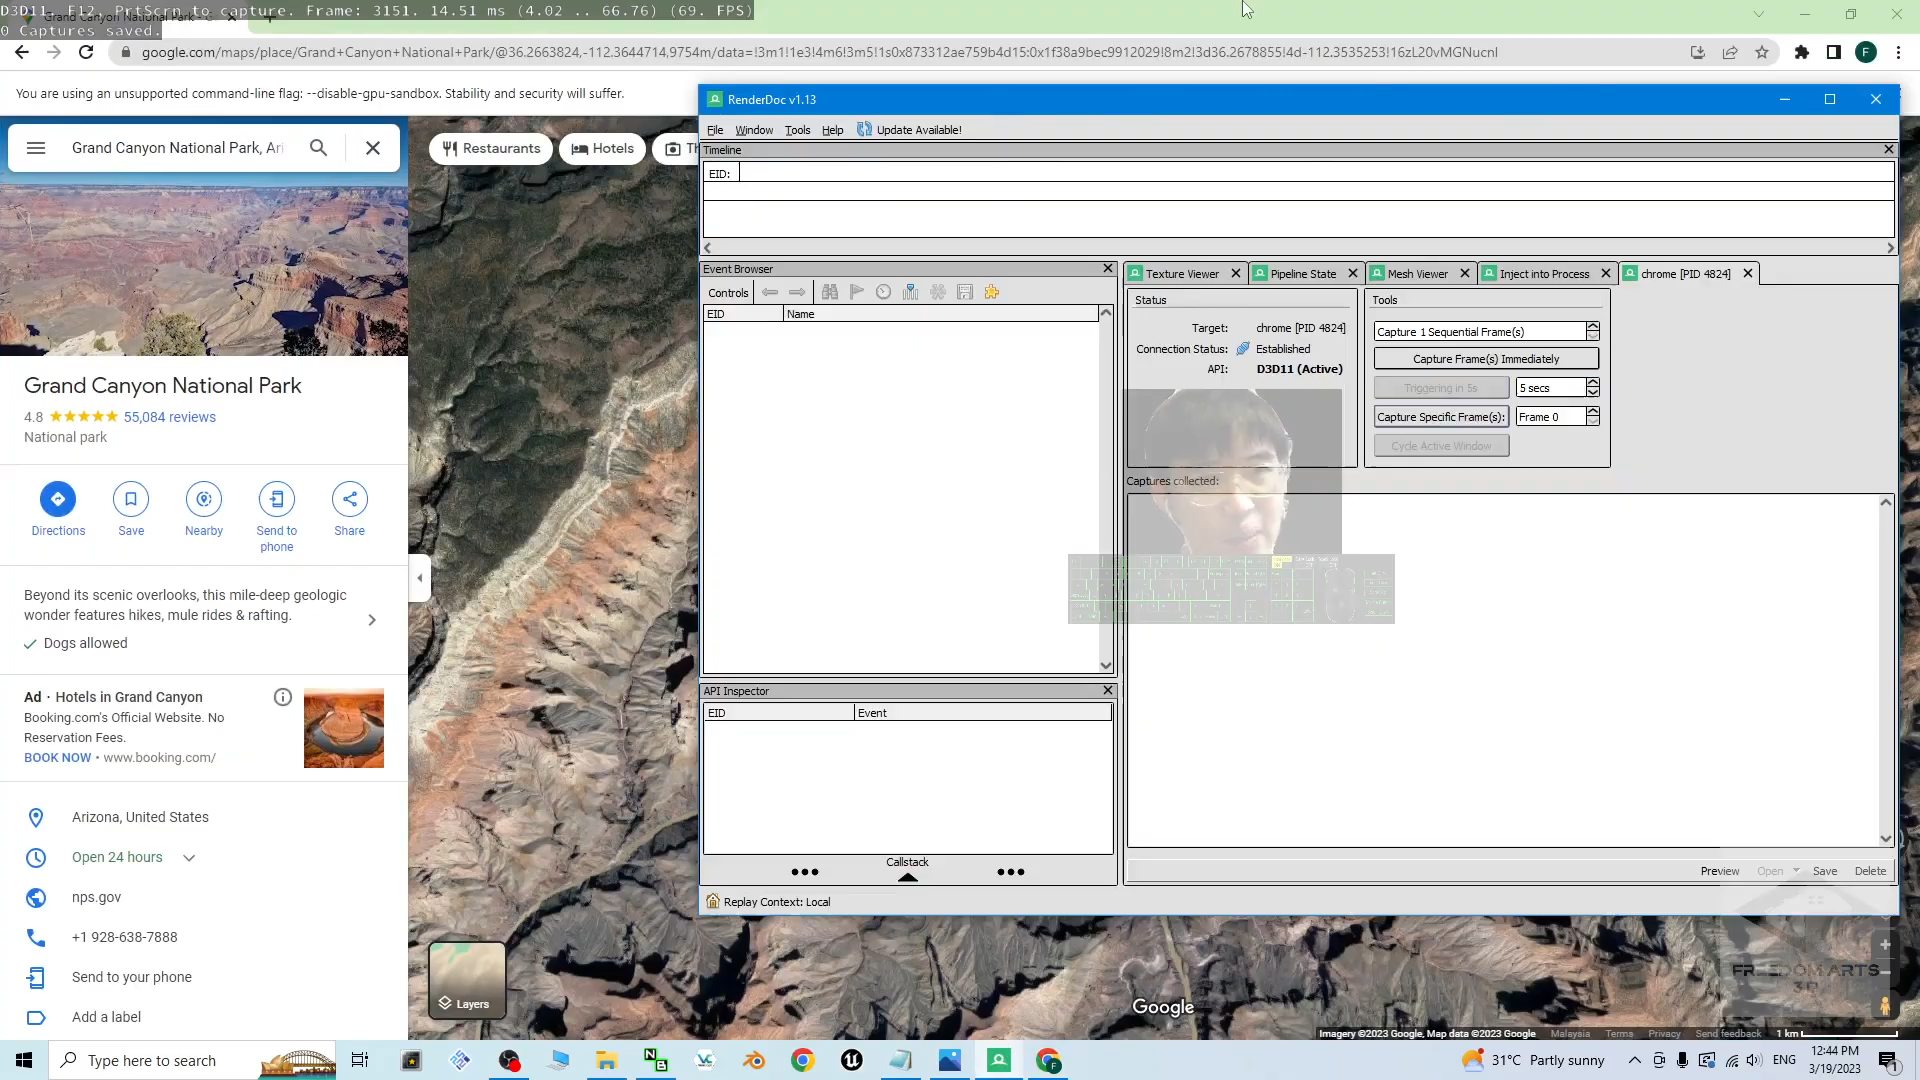 D3D11. F12, PrtScrn to capture. Frame: 3151. 14.51 ms (4.02 .. 66.76) (69. FPS)
0 Captures saved.
google.com/maps/place/Grand+Canyon+National+Park/@36.2663824,-112.3644714,9754m/data=!3m1!1e3!4m6!3m5!1s0x873312ae759b4d15:0x1f38a9bec9912029!8m2!3d36.2678855!4d-112.3535253!16zL20vMGNucnI
F
You are using an unsupported command-line flag: --disable-gpu-sandbox. Stability and security will suffer.
Grand Canyon National Park, Ari
Restaurants
Hotels
Th
RenderDoc v1.13
File Window Tools Help Update Available!
Timeline
EID:
Event Browser
Controls
EID Name
API Inspector
EID Event
Callstack
Replay Context: Local
Texture Viewer
Pipeline State
Mesh Viewer
Inject into Process
chrome [PID 4824]
Status
Target: chrome [PID 4824]
Connection Status: Established
API: D3D11 (Active)
Tools
Capture 1 Sequential Frame(s)
Capture Frame(s) Immediately
Triggering in 5s
5 secs
Capture Specific Frame(s):
Frame 0
Cycle Active Window
Captures collected:
Preview Open Save Delete
Grand Canyon National Park
4.8 55,084 reviews
National park
Directions
Save
Nearby
Send to phone
Share
Beyond its scenic overlooks, this mile-deep geologic
wonder features hikes, mule rides & rafting.
Dogs allowed
Ad · Hotels in Grand Canyon
Booking.com's Official Website. No
Reservation Fees.
BOOK NOW · www.booking.com/
Arizona, United States
Open 24 hours
nps.gov
+1 928-638-7888
Send to your phone
Add a label
Layers
Google
FREEDOM ARTS
3D
Imagery ©2023 Google, Map data ©2023 Google Malaysia Terms Privacy Send feedback 1 km
Type here to search
31°C Partly sunny
ENG
12:44 PM
3/19/2023